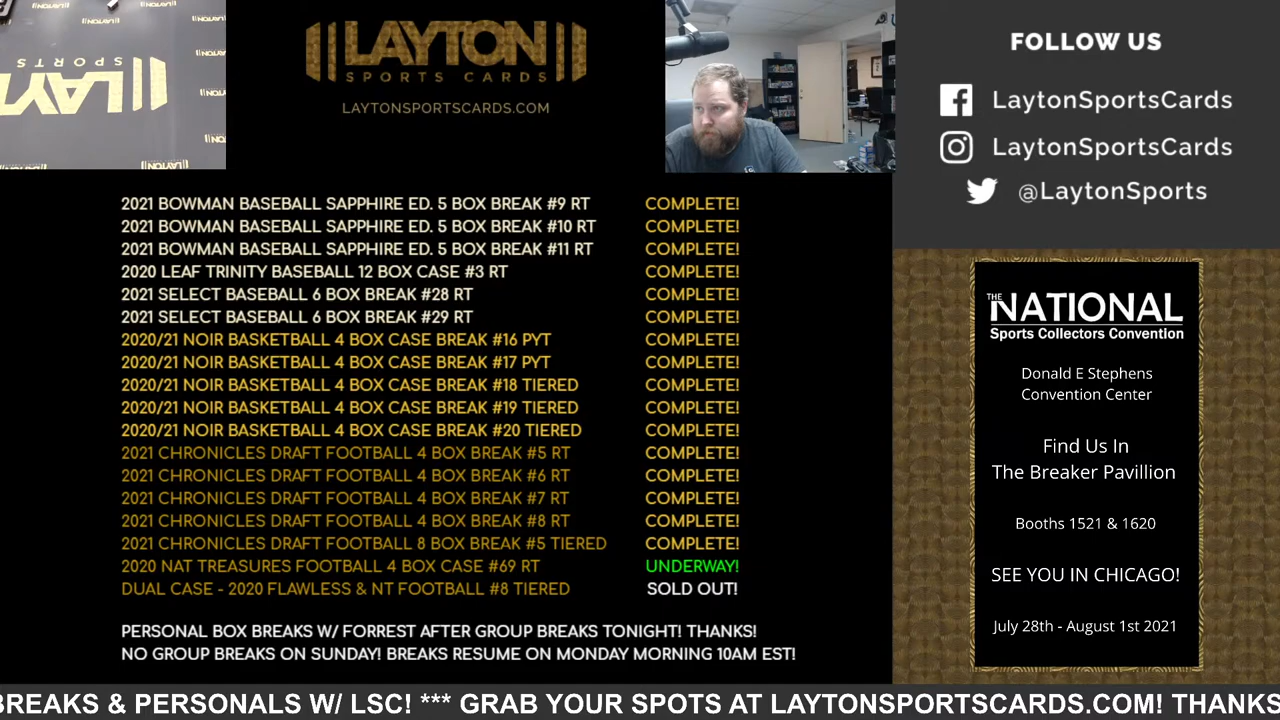 LAYTON
SPORTS CARDS
LAYTONSPORTSCARDS.COM
LAYTON
SPORTS
FOLLOW US
LaytonSportsCards
LaytonSportsCards
@LaytonSports
2021 BOWMAN BASEBALL SAPPHIRE ED. 5 BOX BREAK #9 RT COMPLETE!
2021 BOWMAN BASEBALL SAPPHIRE ED. 5 BOX BREAK #10 RT COMPLETE!
2021 BOWMAN BASEBALL SAPPHIRE ED. 5 BOX BREAK #11 RT COMPLETE!
2020 LEAF TRINITY BASEBALL 12 BOX CASE #3 RT COMPLETE!
2021 SELECT BASEBALL 6 BOX BREAK #28 RT COMPLETE!
2021 SELECT BASEBALL 6 BOX BREAK #29 RT COMPLETE!
2020/21 NOIR BASKETBALL 4 BOX CASE BREAK #16 PYT COMPLETE!
2020/21 NOIR BASKETBALL 4 BOX CASE BREAK #17 PYT COMPLETE!
2020/21 NOIR BASKETBALL 4 BOX CASE BREAK #18 TIERED COMPLETE!
2020/21 NOIR BASKETBALL 4 BOX CASE BREAK #19 TIERED COMPLETE!
2020/21 NOIR BASKETBALL 4 BOX CASE BREAK #20 TIERED COMPLETE!
2021 CHRONICLES DRAFT FOOTBALL 4 BOX BREAK #5 RT COMPLETE!
2021 CHRONICLES DRAFT FOOTBALL 4 BOX BREAK #6 RT COMPLETE!
2021 CHRONICLES DRAFT FOOTBALL 4 BOX BREAK #7 RT COMPLETE!
2021 CHRONICLES DRAFT FOOTBALL 4 BOX BREAK #8 RT COMPLETE!
2021 CHRONICLES DRAFT FOOTBALL 8 BOX BREAK #5 TIERED COMPLETE!
2020 NAT TREASURES FOOTBALL 4 BOX CASE #69 RT UNDERWAY!
DUAL CASE - 2020 FLAWLESS & NT FOOTBALL #8 TIERED SOLD OUT!
PERSONAL BOX BREAKS W/ FORREST AFTER GROUP BREAKS TONIGHT! THANKS!
NO GROUP BREAKS ON SUNDAY! BREAKS RESUME ON MONDAY MORNING 10AM EST!
THE
NATIONAL
Sports Collectors Convention
Donald E Stephens
Convention Center
Find Us In
The Breaker Pavillion
Booths 1521 & 1620
SEE YOU IN CHICAGO!
July 28th - August 1st 2021
BREAKS & PERSONALS W/ LSC! *** GRAB YOUR SPOTS AT LAYTONSPORTSCARDS.COM! THANKS